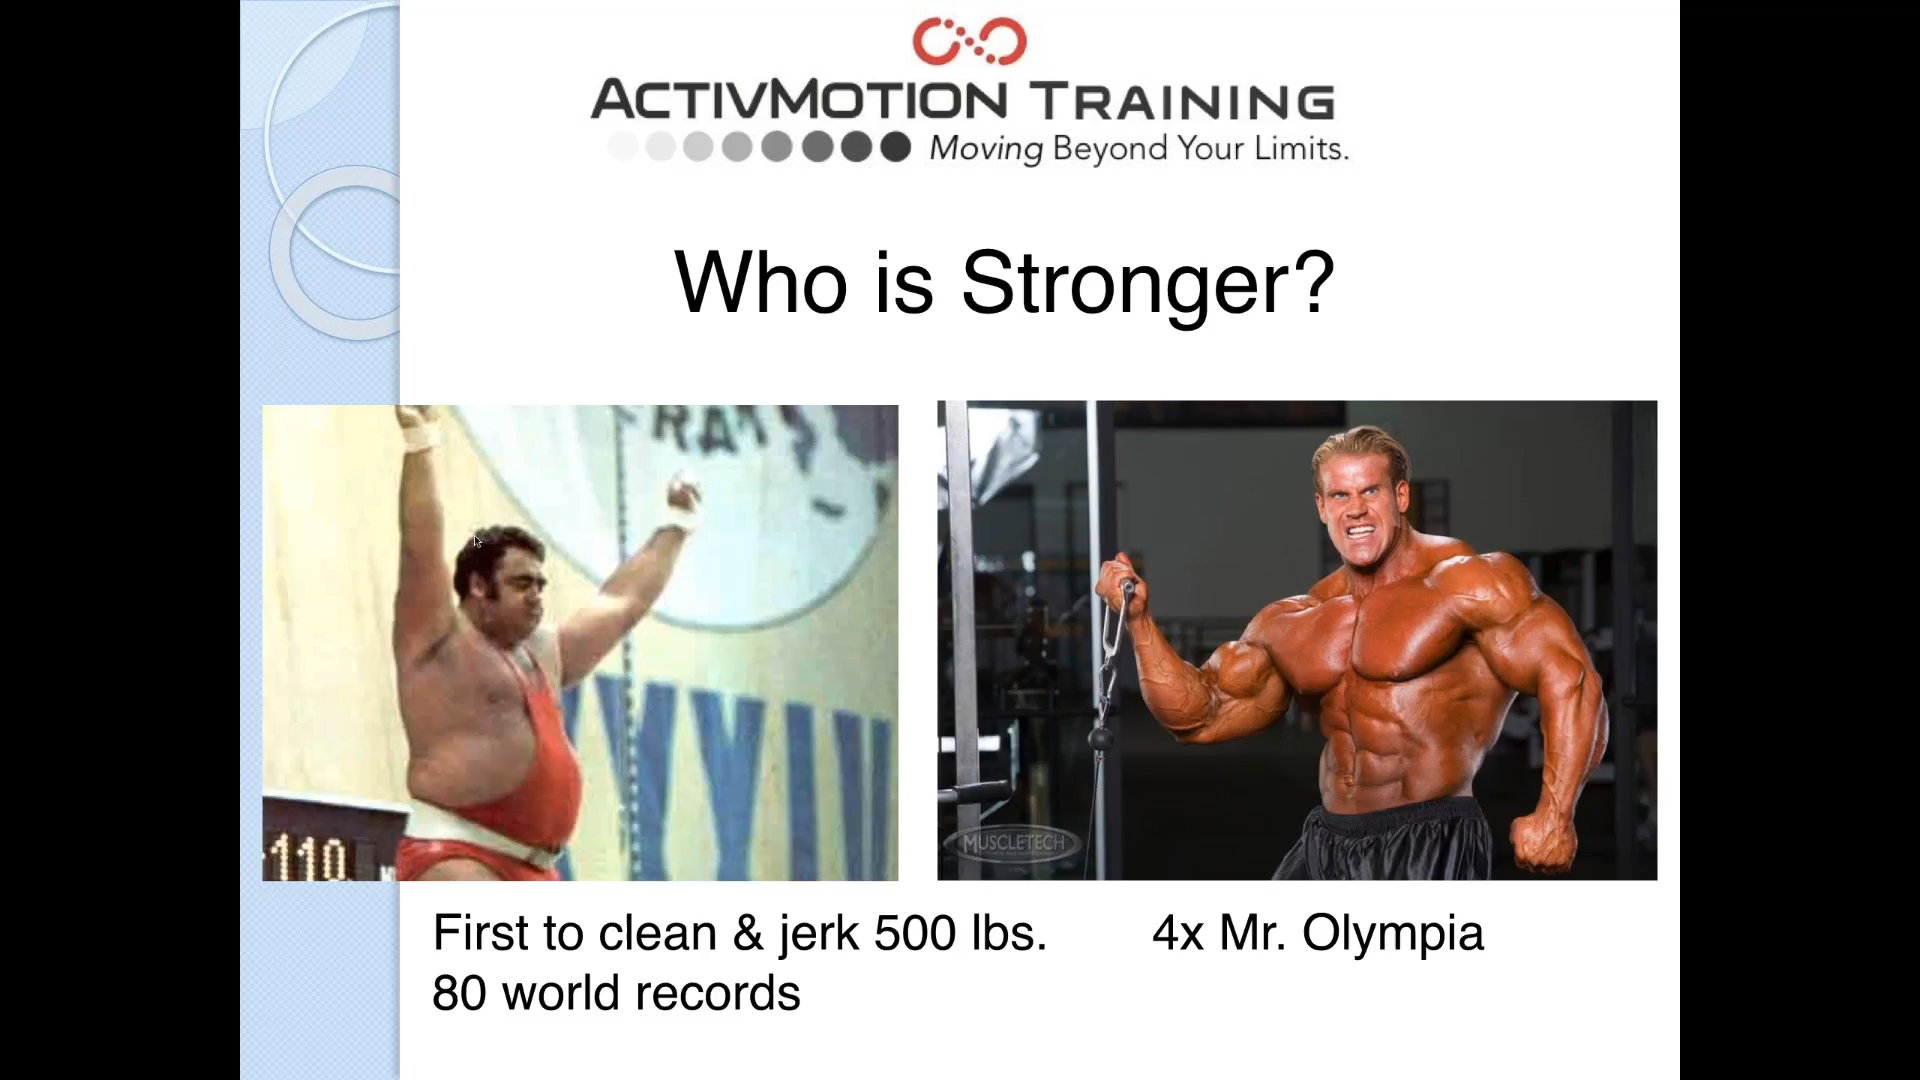 ACTIVMOTION TRAINING
Moving Beyond Your Limits.
Who is Stronger?
110
MUSCLETECH
First to clean & jerk 500 lbs.
80 world records
4x Mr. Olympia